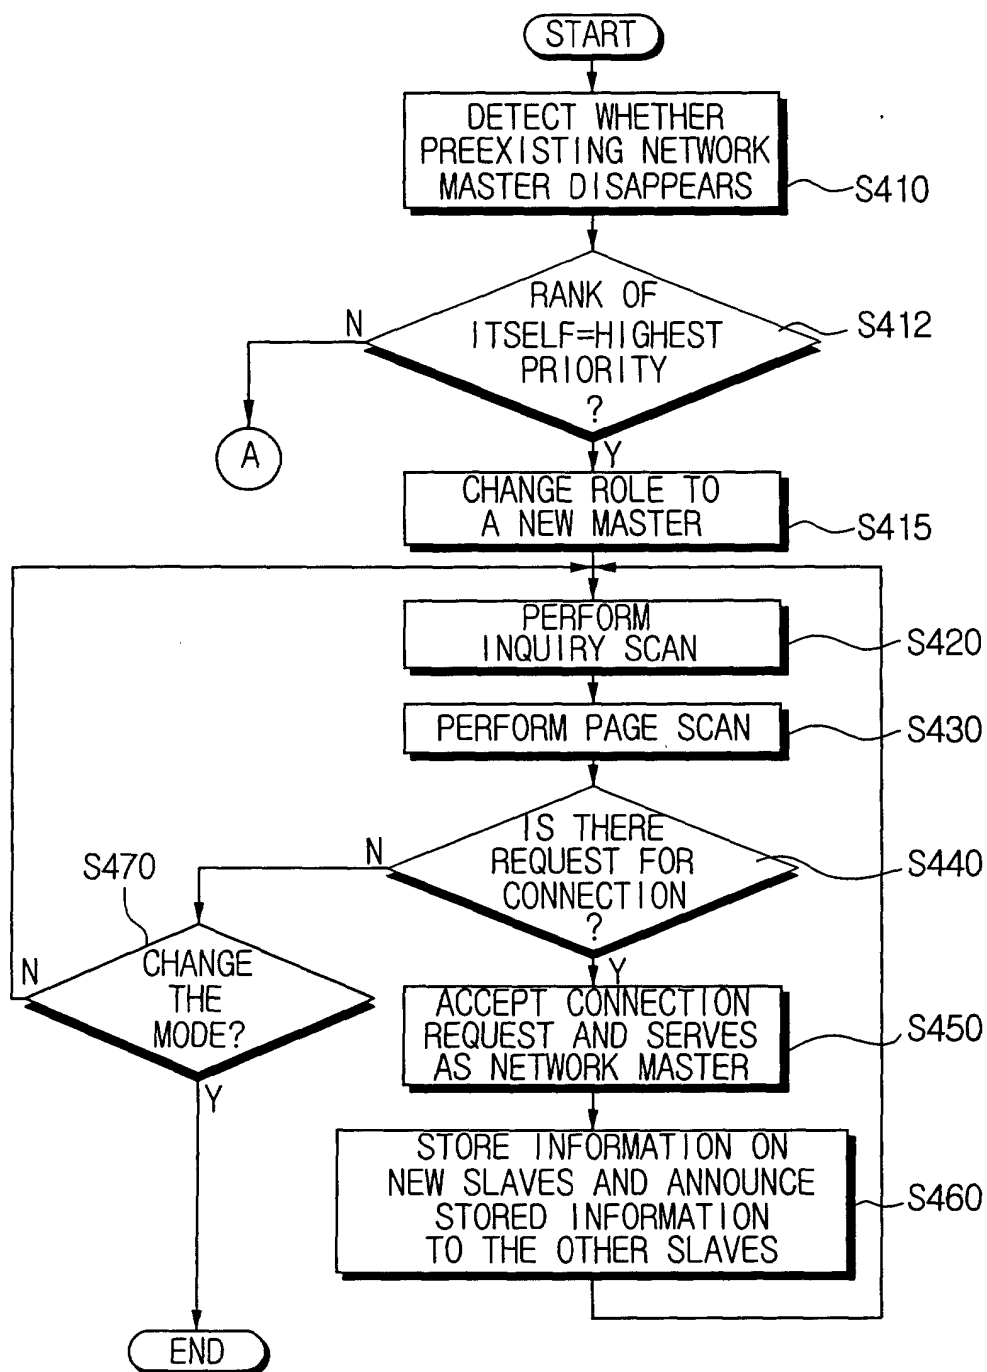 START
DETECT WHETHER
PREEXISTING NETWORK
MASTER DISAPPEARS
S410
RANK OF
ITSELF=HIGHEST
PRIORITY
?
S412
N
A
Y
CHANGE ROLE TO
A NEW MASTER
S415
PERFORM
INQUIRY SCAN
S420
PERFORM PAGE SCAN
S430
IS THERE
REQUEST FOR
CONNECTION
?
S440
N
S470
CHANGE
THE
MODE?
N
Y
Y
ACCEPT CONNECTION
REQUEST AND SERVES
AS NETWORK MASTER
S450
STORE INFORMATION ON
NEW SLAVES AND ANNOUNCE
STORED INFORMATION
TO THE OTHER SLAVES
S460
END